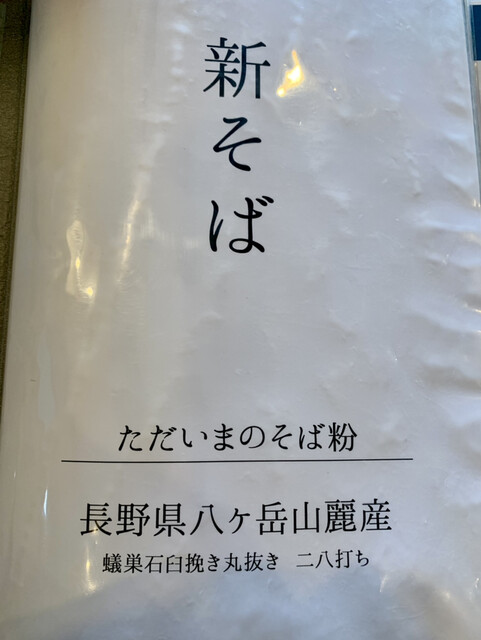 新そば
ただいまのそば粉
長野県八ヶ岳山麗産
蟻巣石臼挽き丸抜き 二八打ち